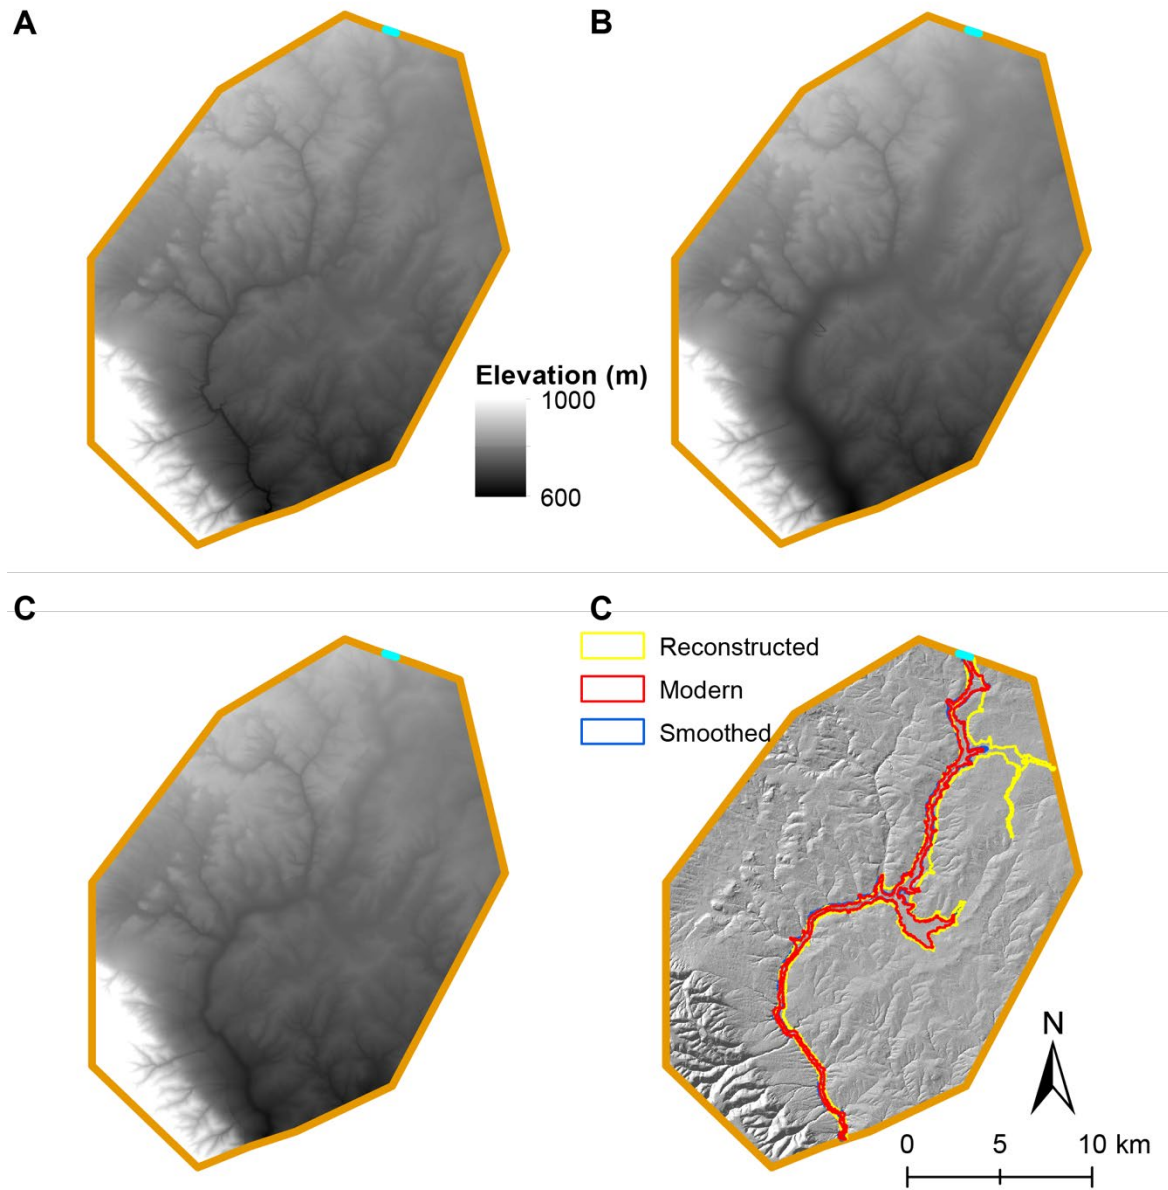 A
B
Elevation (m)
1000
600
C
C
Reconstructed
Modern
Smoothed
N
0 5 10 km